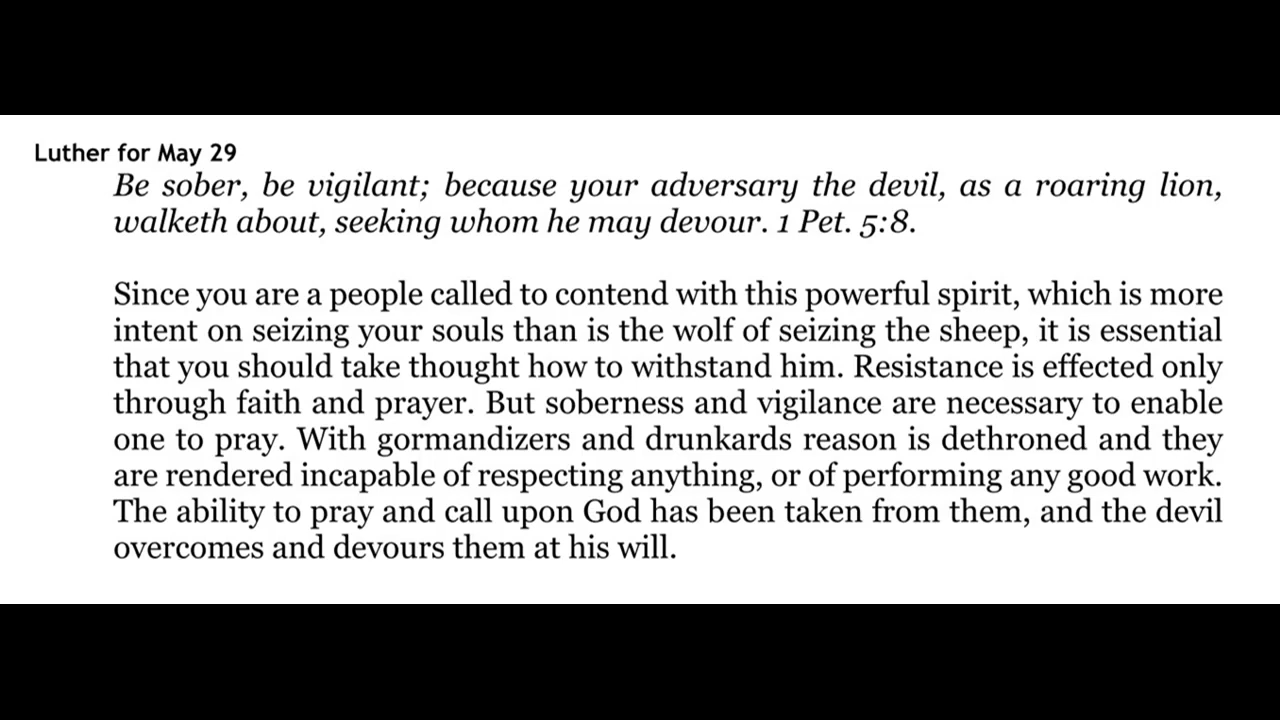 Luther for May 29
Be sober, be vigilant; because your adversary the devil, as a roaring lion,
walketh about, seeking whom he may devour. 1 Pet. 5:8.
Since you are a people called to contend with this powerful spirit, which is more
intent on seizing your souls than is the wolf of seizing the sheep, it is essential
that you should take thought how to withstand him. Resistance is effected only
through faith and prayer. But soberness and vigilance are necessary to enable
one to pray. With gormandizers and drunkards reason is dethroned and they
are rendered incapable of respecting anything, or of performing any good work.
The ability to pray and call upon God has been taken from them, and the devil
overcomes and devours them at his will.